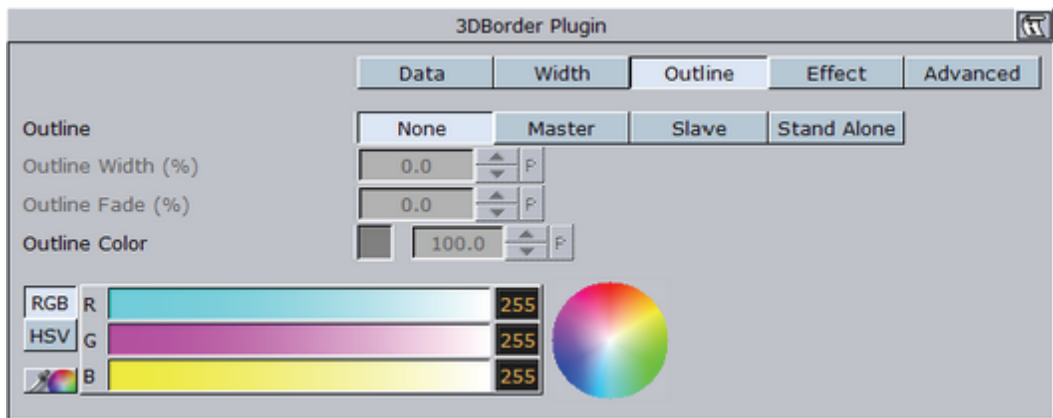 3DBorder Plugin
Data Width Outline Effect Advanced
Outline None Master Slave Stand Alone
Outline Width (%) 0.0 P
Outline Fade (%) 0.0 P
Outline Color 100.0 P
RGB R 255
HSV G 255
B 255